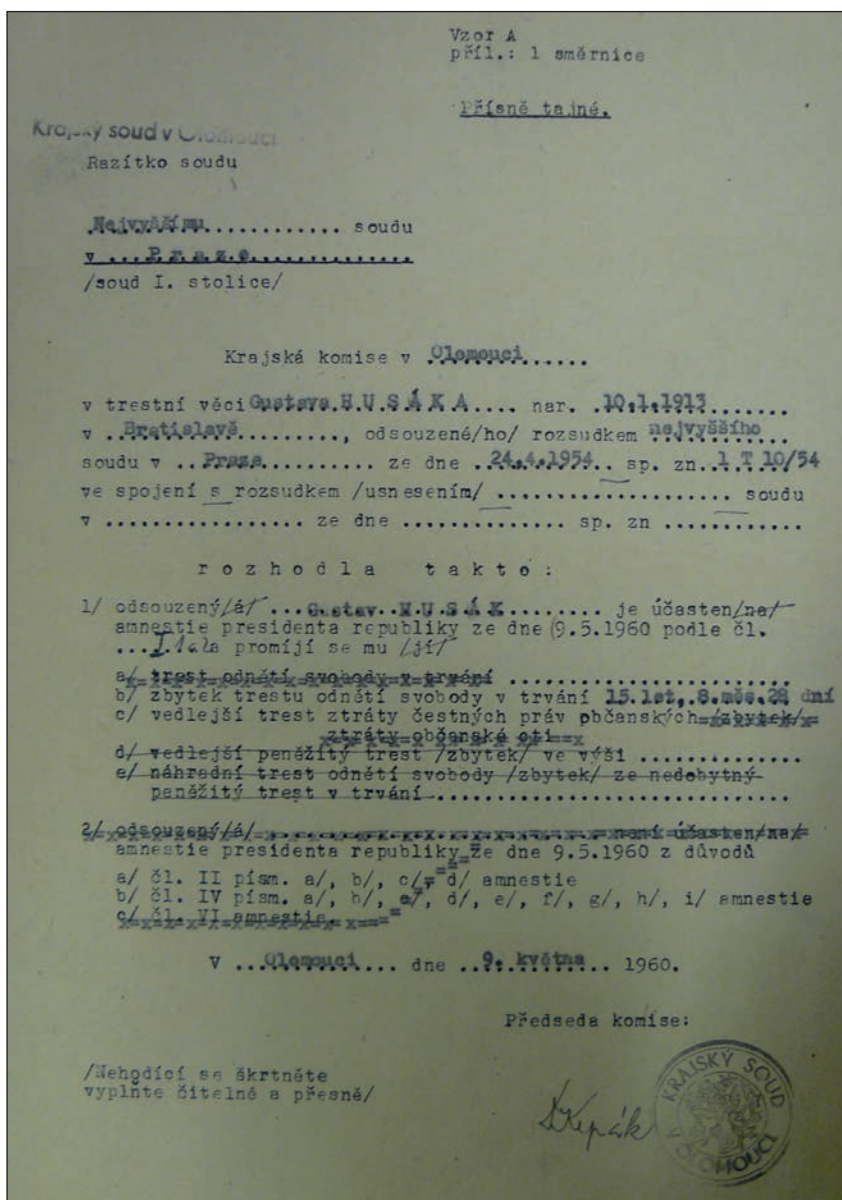 Vzor A
příl.: 1 směrnice
Přísně tajné.
Krajský soud v Olomouci
Razítko soudu
Nejvyššímu............ soudu
v ...P.r.a.z.e..............
/soud I. stolice/
Krajská komise v Olomouci......
v trestní věci Gustava.H.U.S.Á.K.A.... nar. .10.1.1913.......
v ..Bratislavě........., odsouzené/ho/ rozsudkem nejvyššího
soudu v ..Praze.......... ze dne ..24.4.1954.. sp. zn..1 T 10/54
ve spojení s rozsudkem /usnesením/ .................. soudu
v ................ ze dne .............. sp. zn ............
r o z h o d l a t a k t o :
1/ odsouzený/á/ ...Gustav..H.U.S.Á.K........ je účasten/na/
amnestie presidenta republiky ze dne 9.5.1960 podle čl.
...I.1a a promíjí se mu /jí/
a/ trest odnětí svobody v trvání ........................
b/ zbytek trestu odnětí svobody v trvání 15.let,.8.měs.28 dní
c/ vedlejší trest ztráty čestných práv občanských /zbytek/
ztráty občanské cti
d/ vedlejší peněžitý trest /zbytek/ ve výši ..............
e/ náhradní trest odnětí svobody /zbytek/ ze nedobytný
peněžitý trest v trvání................................
2/ odsouzený/á/ ........................ není účasten/na/
amnestie presidenta republiky ze dne 9.5.1960 z důvodů
a/ čl. II písm. a/, b/, c/, d/ amnestie
b/ čl. IV písm. a/, b/, c/, d/, e/, f/, g/, h/, i/ amnestie
c/ čl. VI amnestie.
V ...Olomouci.... dne ..9. května... 1960.
Předseda komise:
/Nehodící se škrtněte
vyplňte čitelně a přesně/
KRAJSKÝ SOUD
V OLOMOUCI